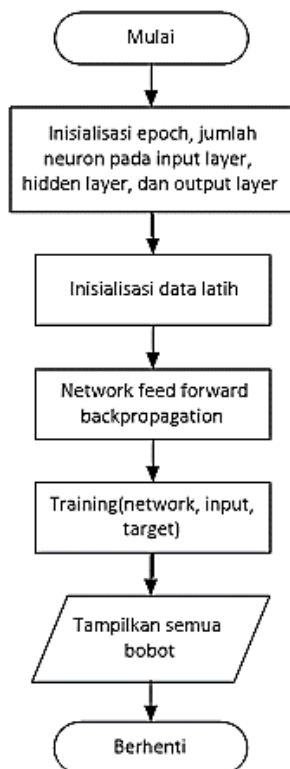 Mulai
Inisialisasi epoch, jumlah
neuron pada input layer,
hidden layer, dan output layer
Inisialisasi data latih
Network feed forward
backpropagation
Training(network, input,
target)
Tampilkan semua
bobot
Berhenti